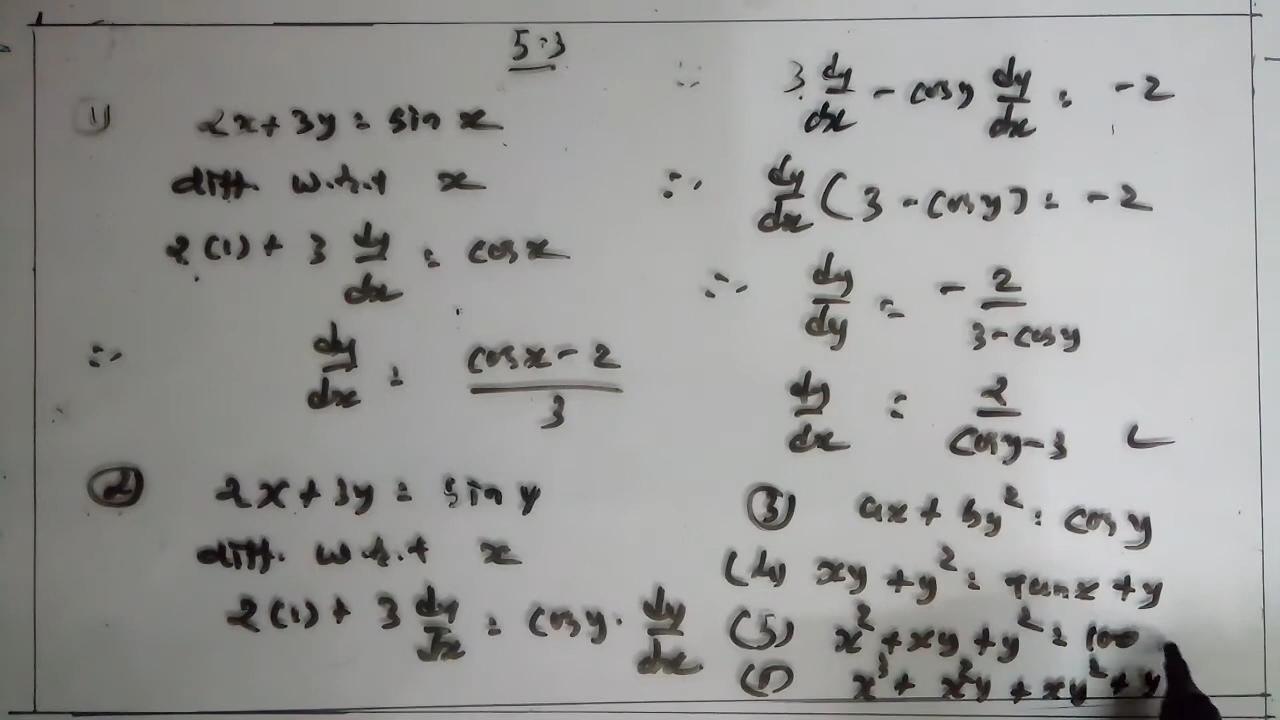 5.3
1) 2x + 3y = sin x
diff. w.r.t x
2(1) + 3 dy/dx = cos x
∴ dy/dx = (cos x - 2)/3
(2) 2x + 3y = sin y
diff. w.r.t x
2(1) + 3 dy/dx = cos y · dy/dx
∴ 3 dy/dx - cos y dy/dx = -2
∴ dy/dx (3 - cos y) = -2
∴ dy/dy = - 2/(3 - cos y)
dy/dx = 2/(cos y - 3)
(3) ax + by² = cos y
(4) xy + y² = tan x + y
(5) x² + xy + y² = 100
x³ + x²y + xy² + y